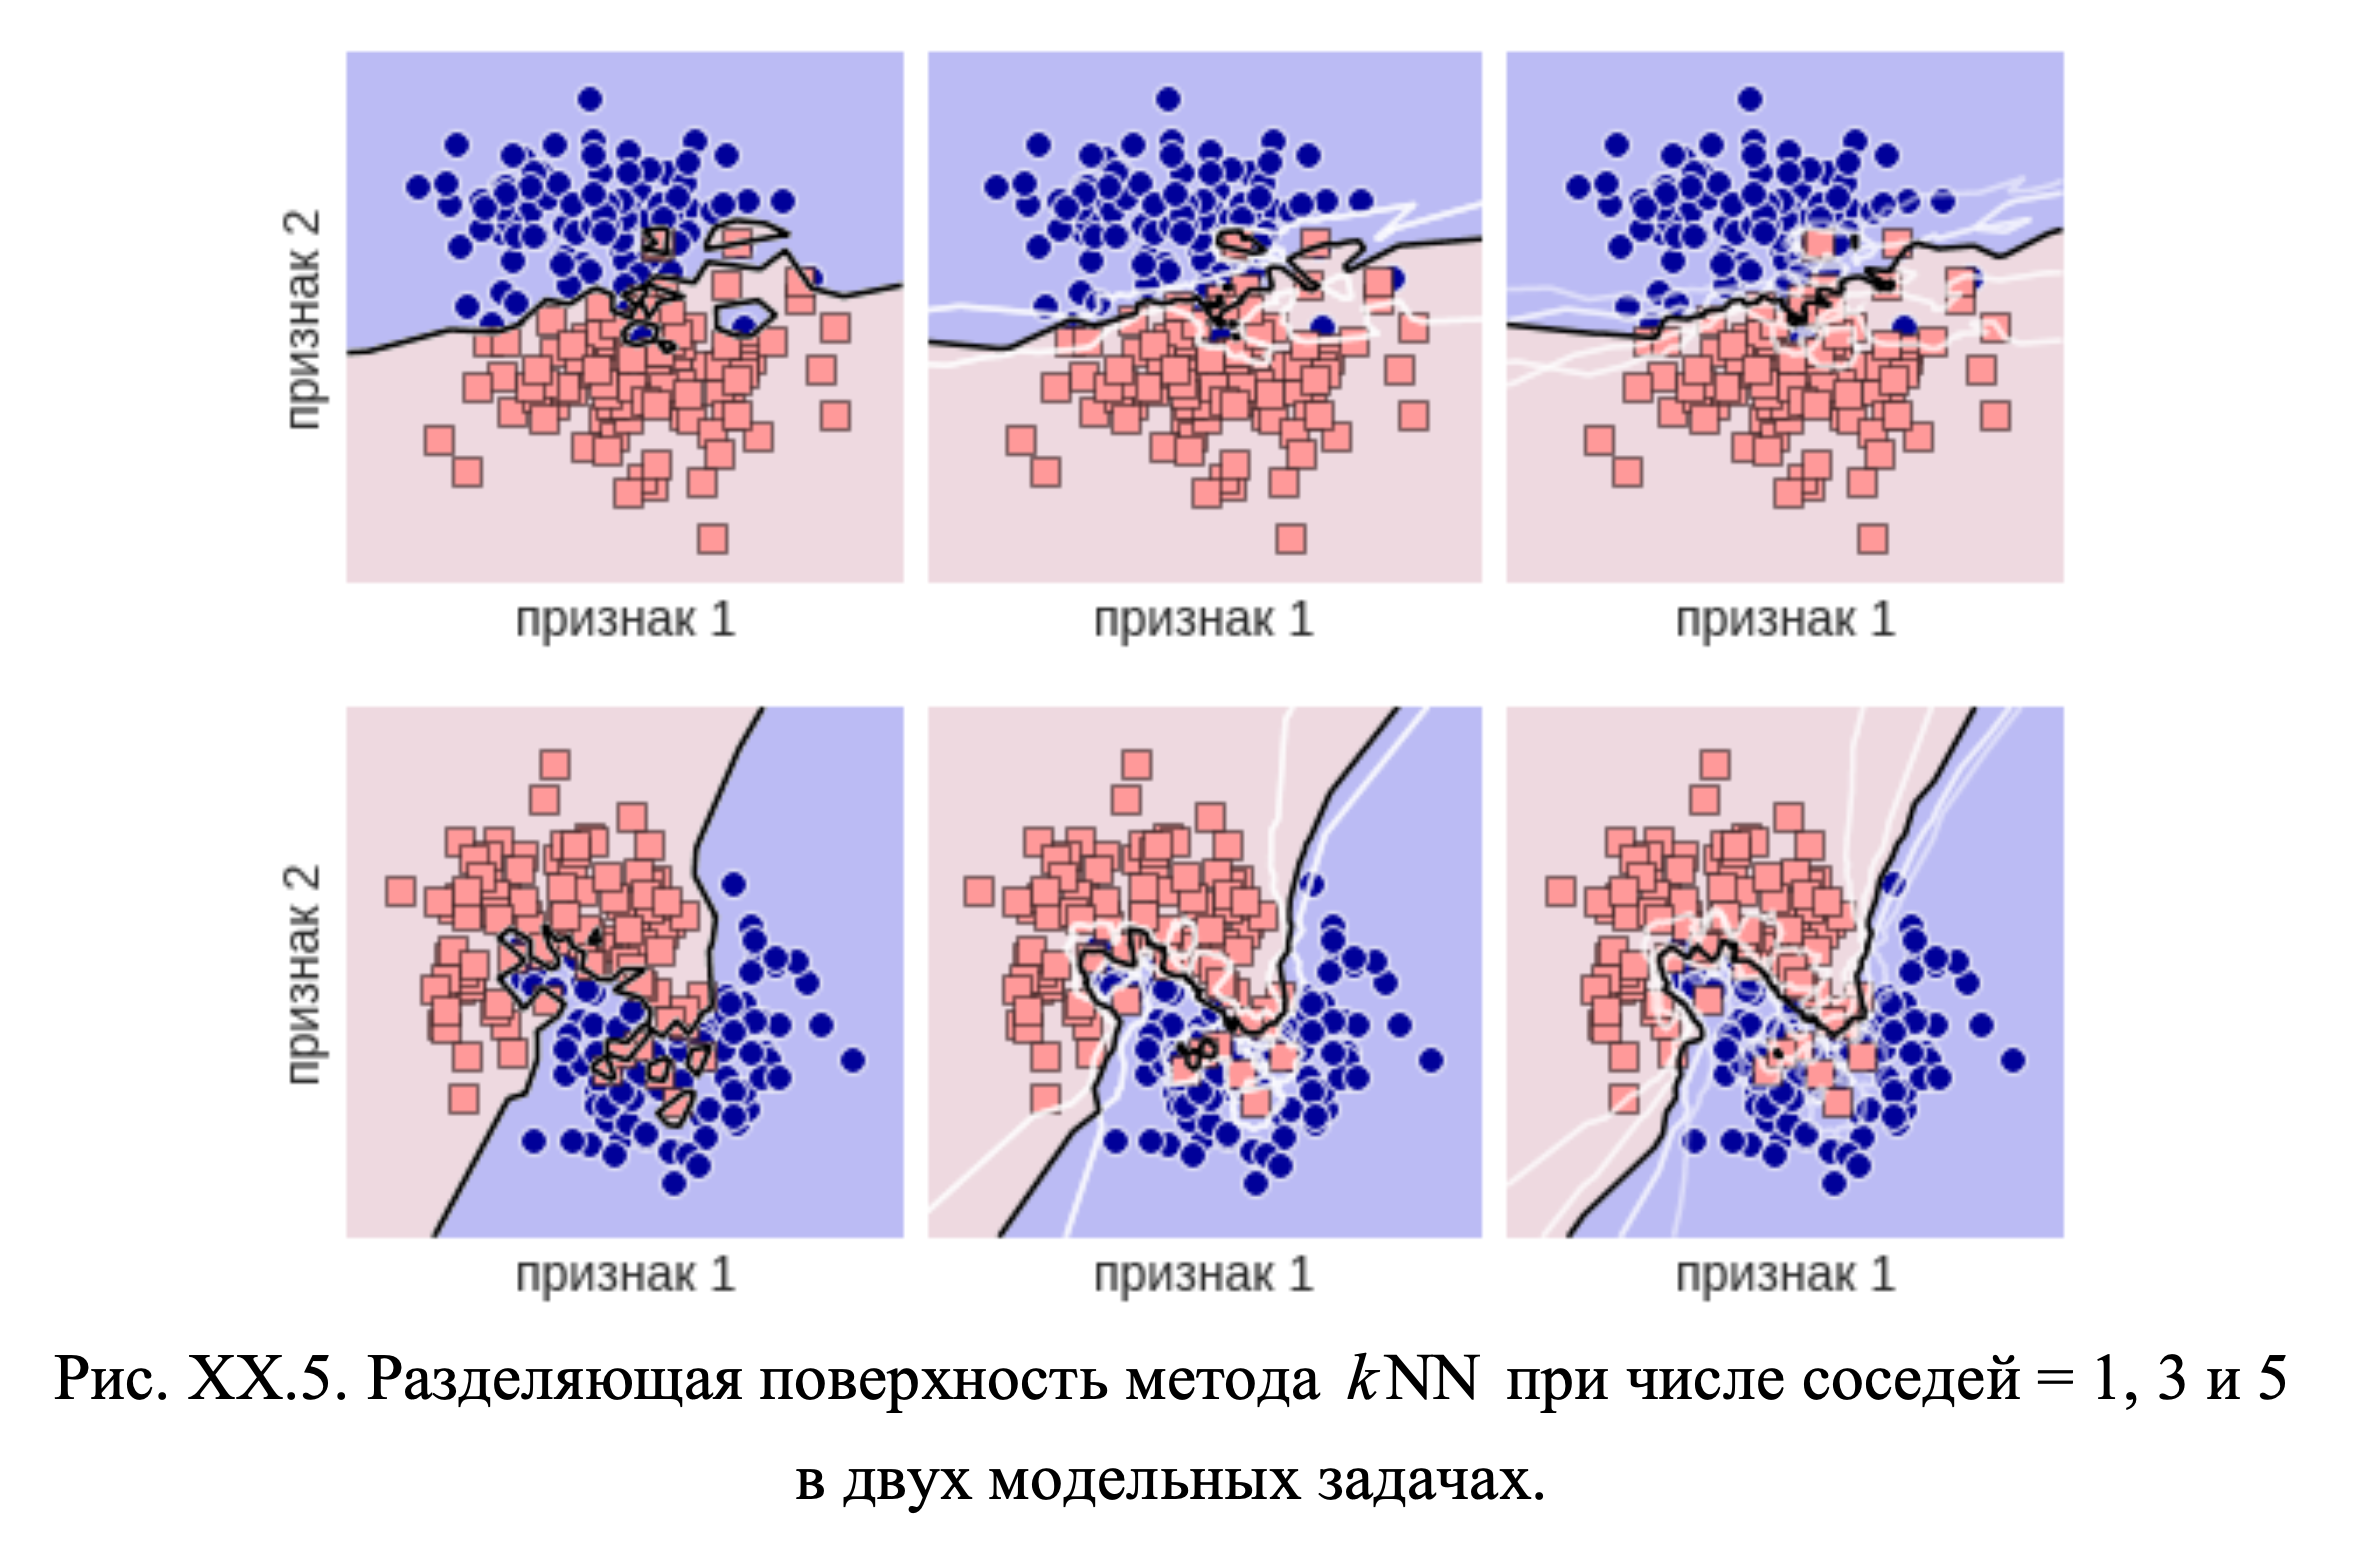 признак 2
признак 1 признак 1 признак 1
признак 2
признак 1 признак 1 признак 1
Рис. XX.5. Разделяющая поверхность метода kNN при числе соседей = 1, 3 и 5
в двух модельных задачах.